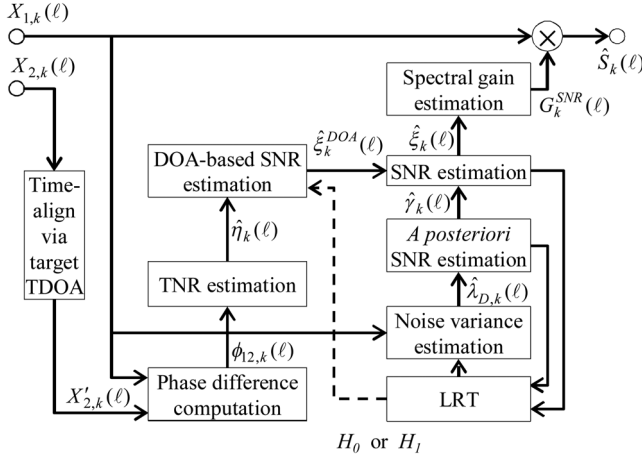 X_{1,k}(ℓ)
X_{2,k}(ℓ)
Ŝ_k(ℓ)
Spectral gain
estimation
G_k^{SNR}(ℓ)
ξ̂_k^{DOA}(ℓ)
ξ̂_k(ℓ)
DOA-based SNR
estimation
SNR estimation
Time-
align
via
target
TDOA
γ̂_k(ℓ)
η̂_k(ℓ)
A posteriori
SNR estimation
TNR estimation
λ̂_{D,k}(ℓ)
Noise variance
estimation
ϕ_{12,k}(ℓ)
X′_{2,k}(ℓ)
Phase difference
computation
LRT
H_0 or H_1